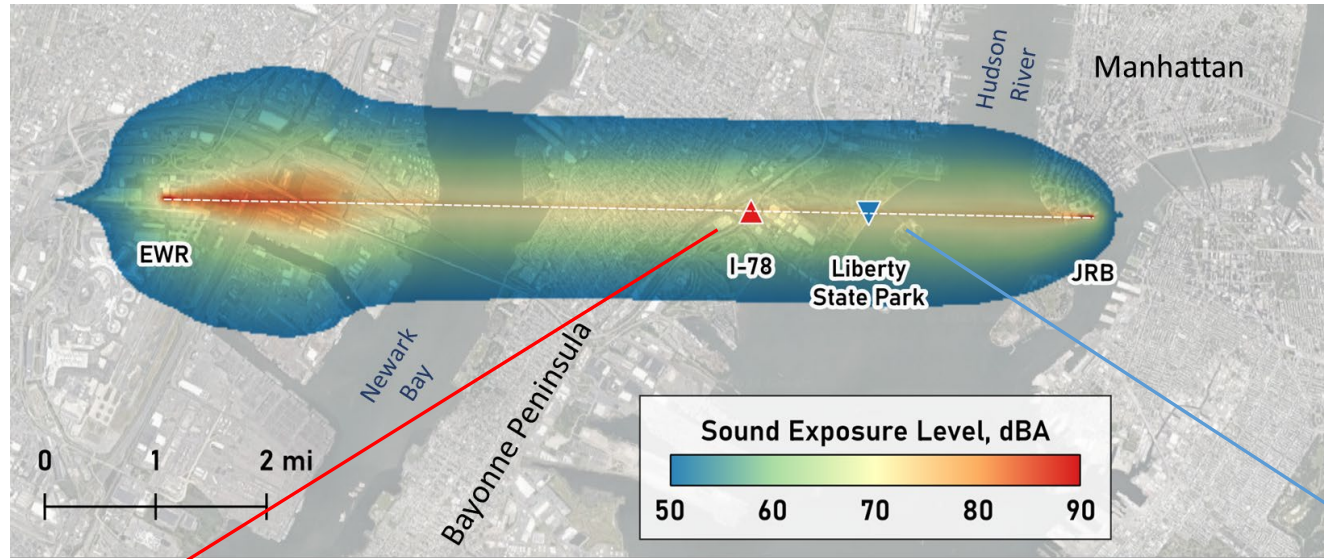 Hudson
River
Manhattan
EWR
I-78
Liberty
State Park
JRB
Newark
Bay
Bayonne Peninsula
0 1 2 mi
Sound Exposure Level, dBA
50 60 70 80 90